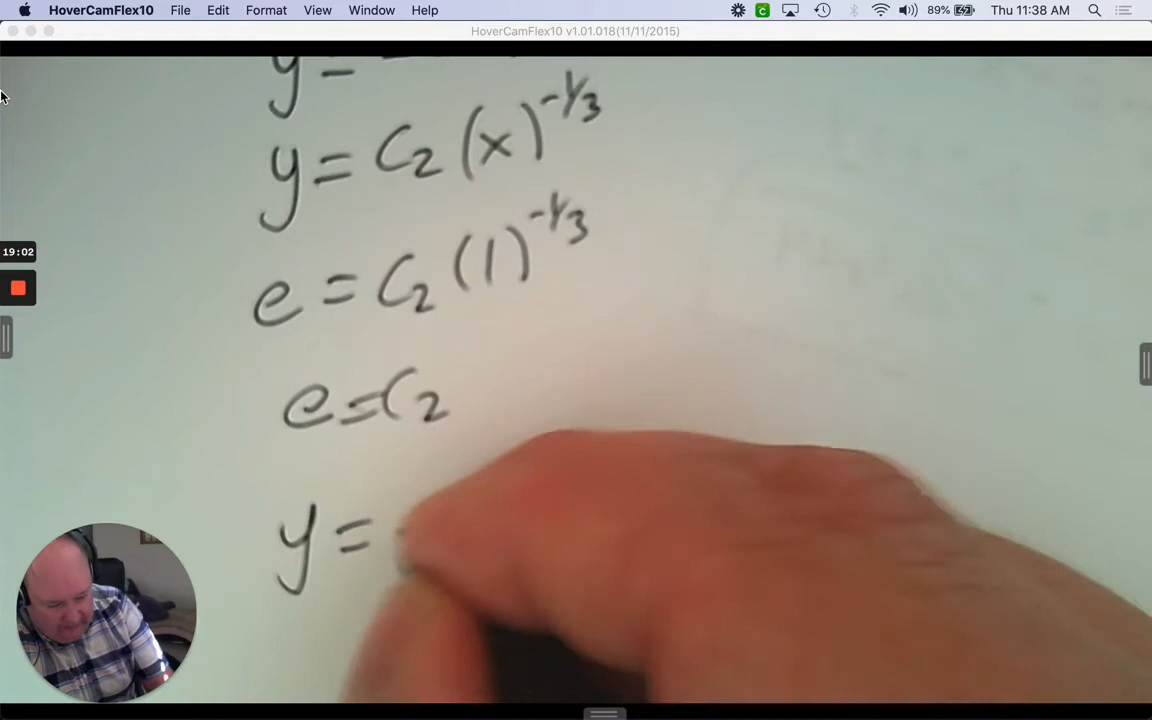 HoverCamFlex10 File Edit Format View Window Help 89% Thu 11:38 AM
HoverCamFlex10 v1.01.018(11/11/2015)
y =
y = C₂ (x)^-1/3
19:02
e = C₂ (1)^-1/3
e = C₂
y =